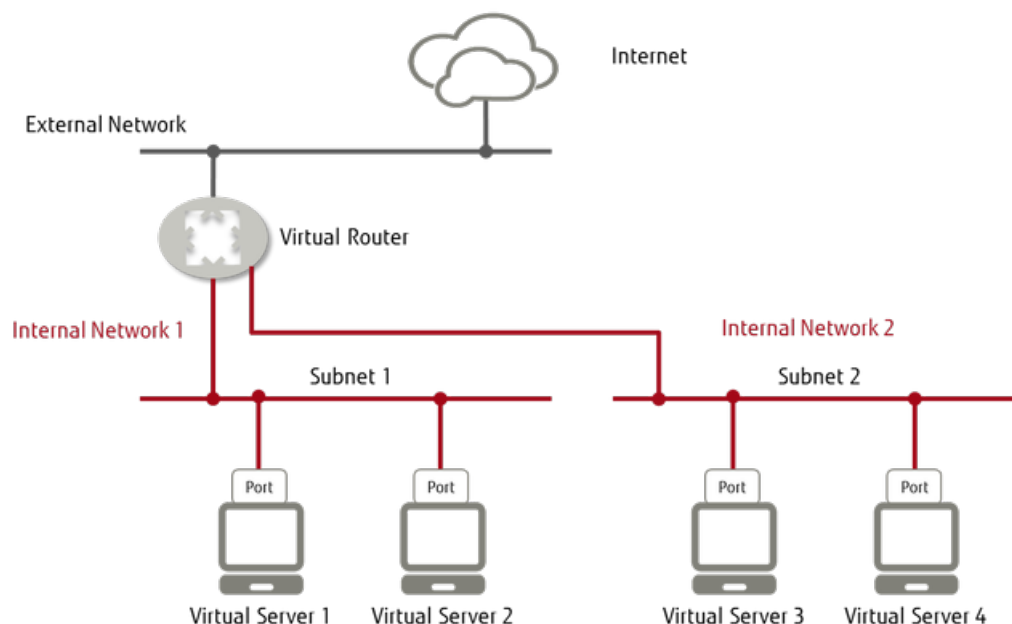 Internet
External Network
Virtual Router
Internal Network 1
Internal Network 2
Subnet 1
Subnet 2
Port
Port
Port
Port
Virtual Server 1
Virtual Server 2
Virtual Server 3
Virtual Server 4